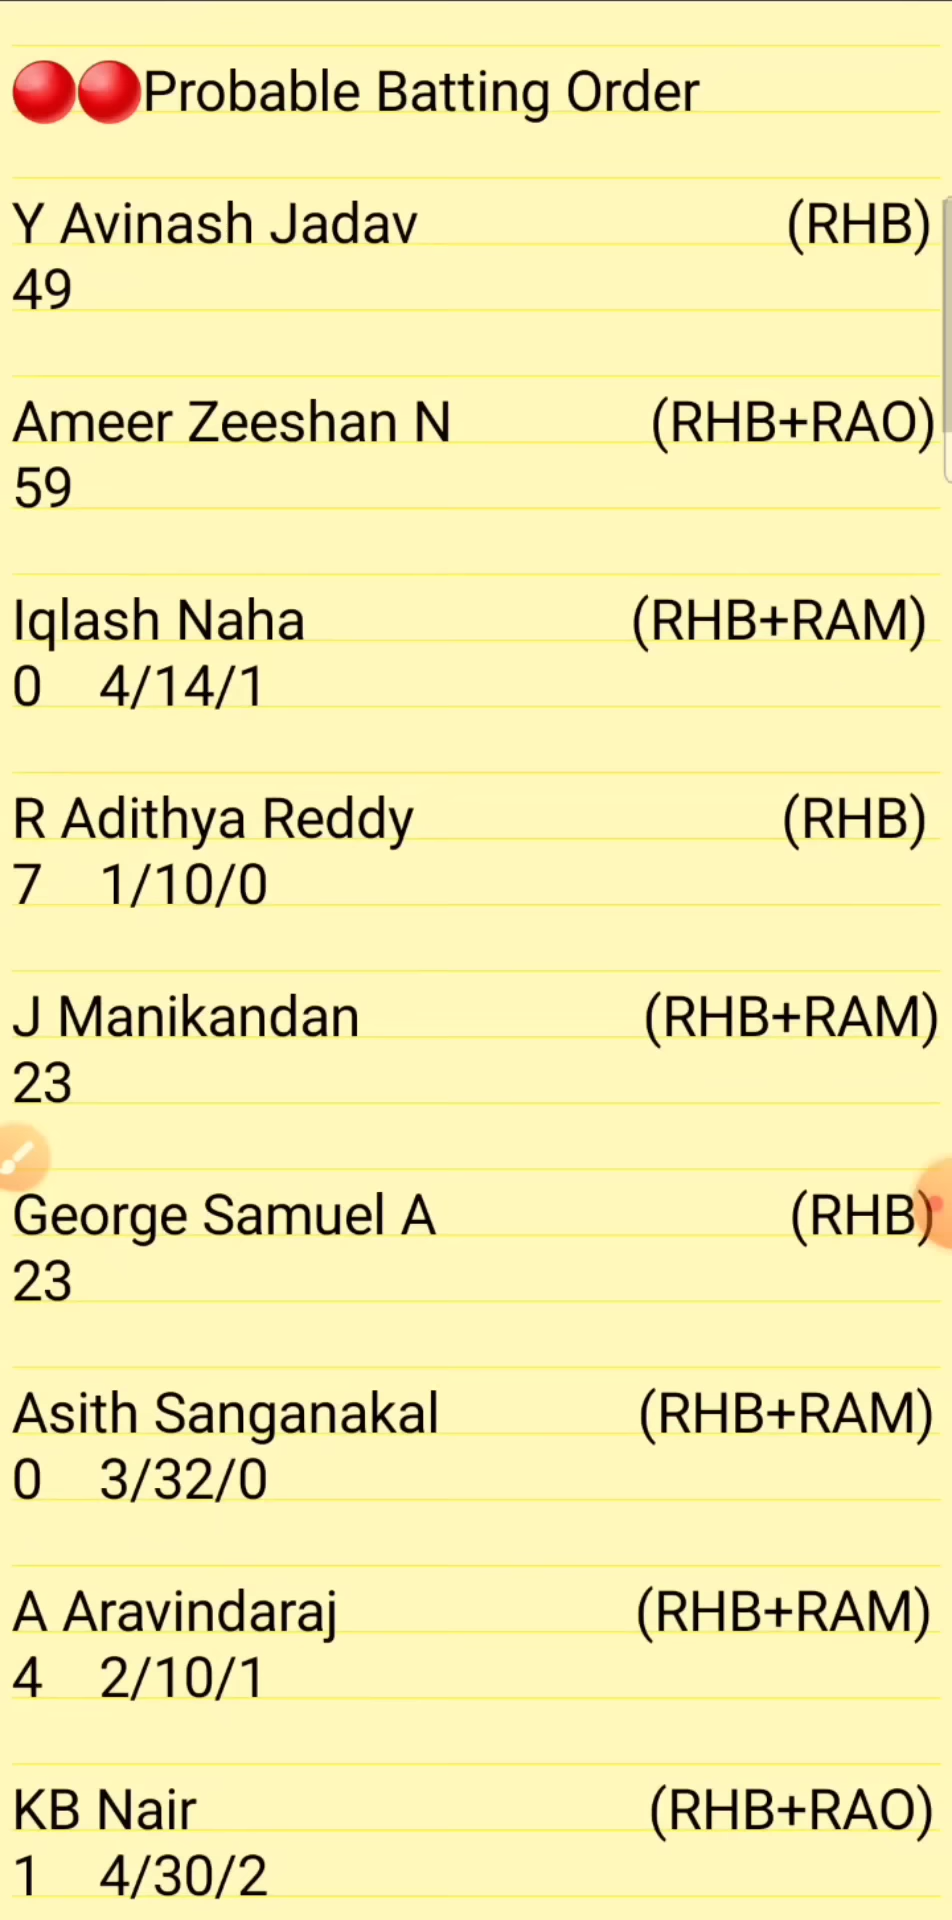 🔴🔴Probable Batting Order
Y Avinash Jadav (RHB)
49
Ameer Zeeshan N (RHB+RAO)
59
Iqlash Naha (RHB+RAM)
0 4/14/1
R Adithya Reddy (RHB)
7 1/10/0
J Manikandan (RHB+RAM)
23
George Samuel A (RHB)
23
Asith Sanganakal (RHB+RAM)
0 3/32/0
A Aravindaraj (RHB+RAM)
4 2/10/1
KB Nair (RHB+RAO)
1 4/30/2